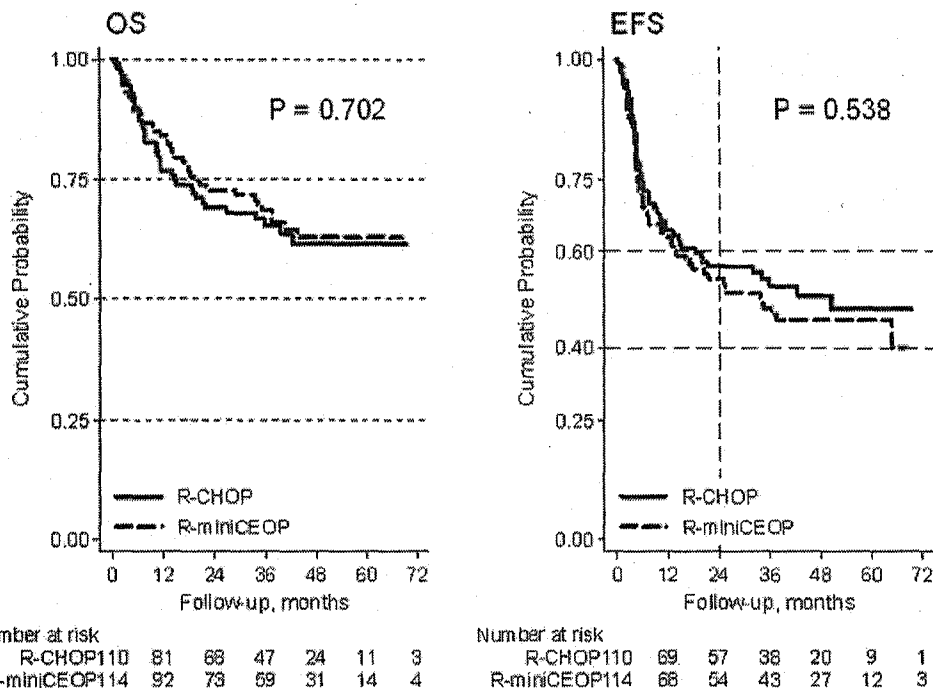 OS
1.00
0.75
0.50
0.25
0.00
Cumulative Probability
P = 0.702
R-CHOP
R-miniCEOP
0 12 24 36 48 60 72
Follow-up, months
mber at risk
R-CHOP110 81 68 47 24 11 3
-miniCEOP114 92 73 59 31 14 4
EFS
1.00
0.75
0.60
0.50
0.40
0.25
0.00
Cumulative Probability
P = 0.538
R-CHOP
R-miniCEOP
0 12 24 36 48 60 72
Follow-up, months
Number at risk
R-CHOP110 69 57 38 20 9 1
R-miniCEOP114 68 54 43 27 12 3